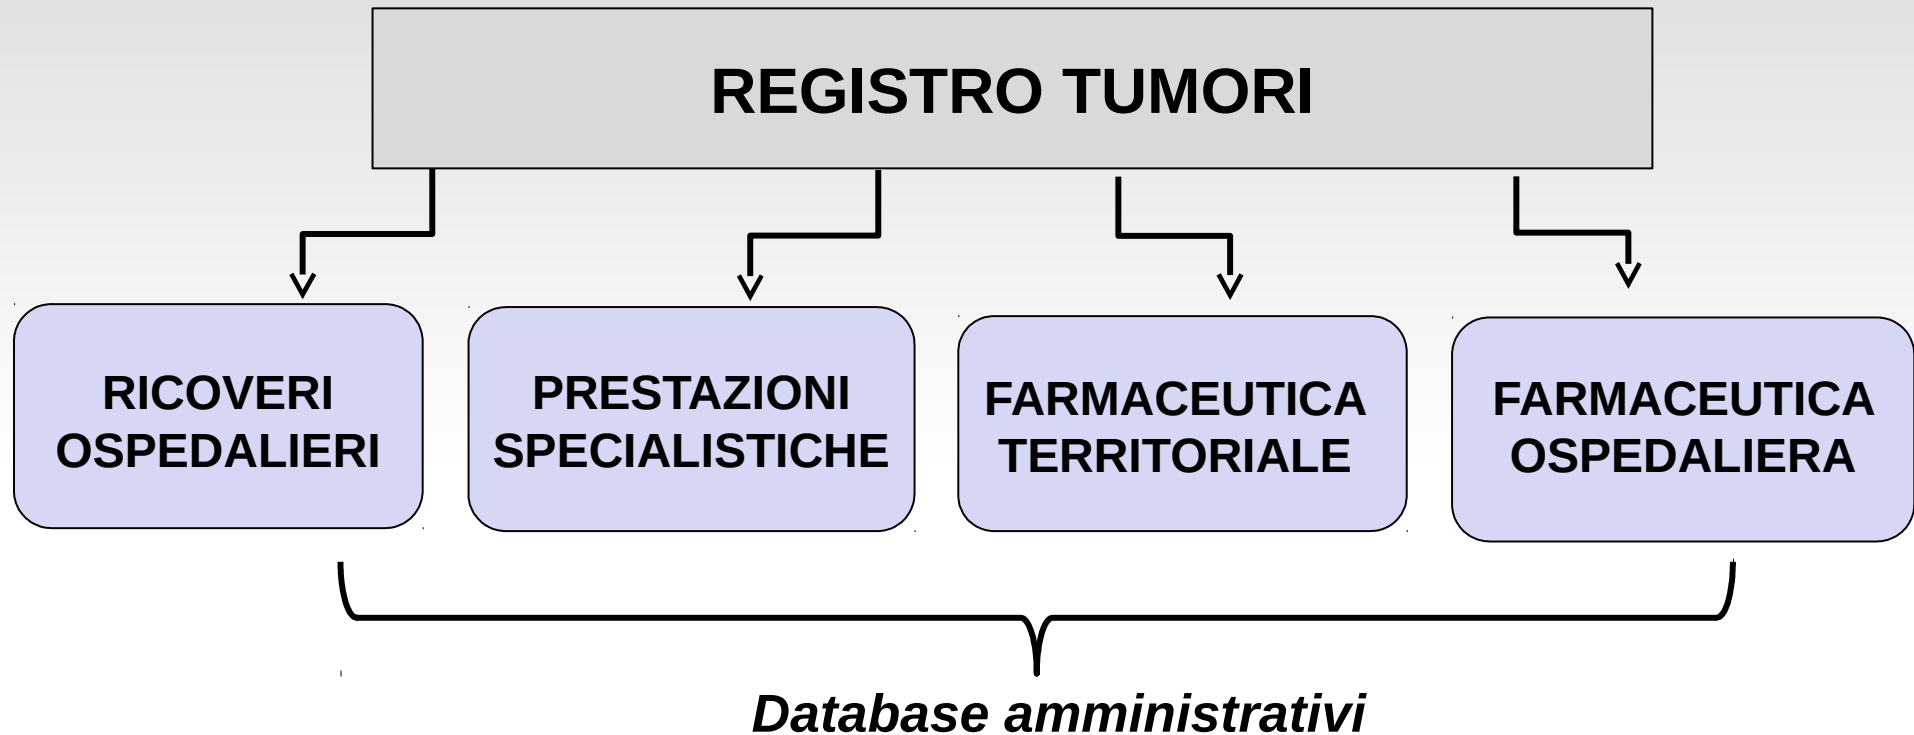 REGISTRO TUMORI
RICOVERI
OSPEDALIERI
PRESTAZIONI
SPECIALISTICHE
FARMACEUTICA
TERRITORIALE
FARMACEUTICA
OSPEDALIERA
Database amministrativi